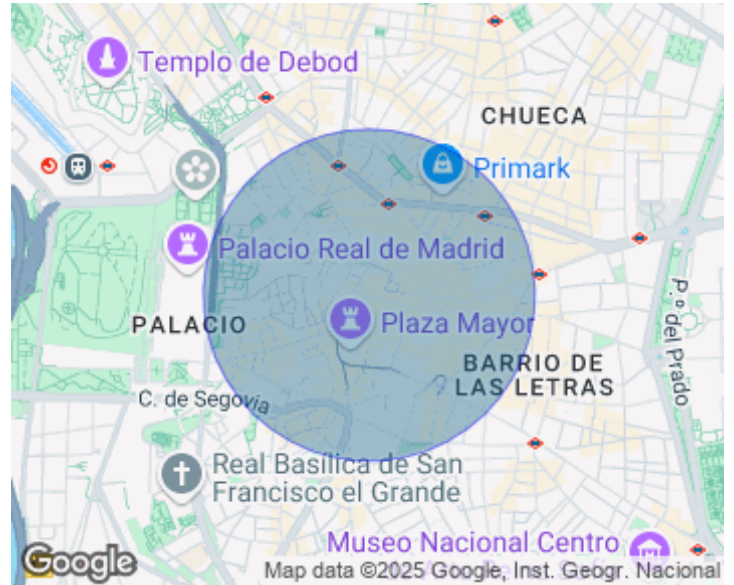 Templo de Debod
CHUECA
Primark
Palacio Real de Madrid
PALACIO
Plaza Mayor
P.º del Prado
BARRIO DE
LAS LETRAS
C. de Segovia
Real Basílica de San
Francisco el Grande
Museo Nacional Centro
Google
Map data ©2025 Google, Inst. Geogr. Nacional